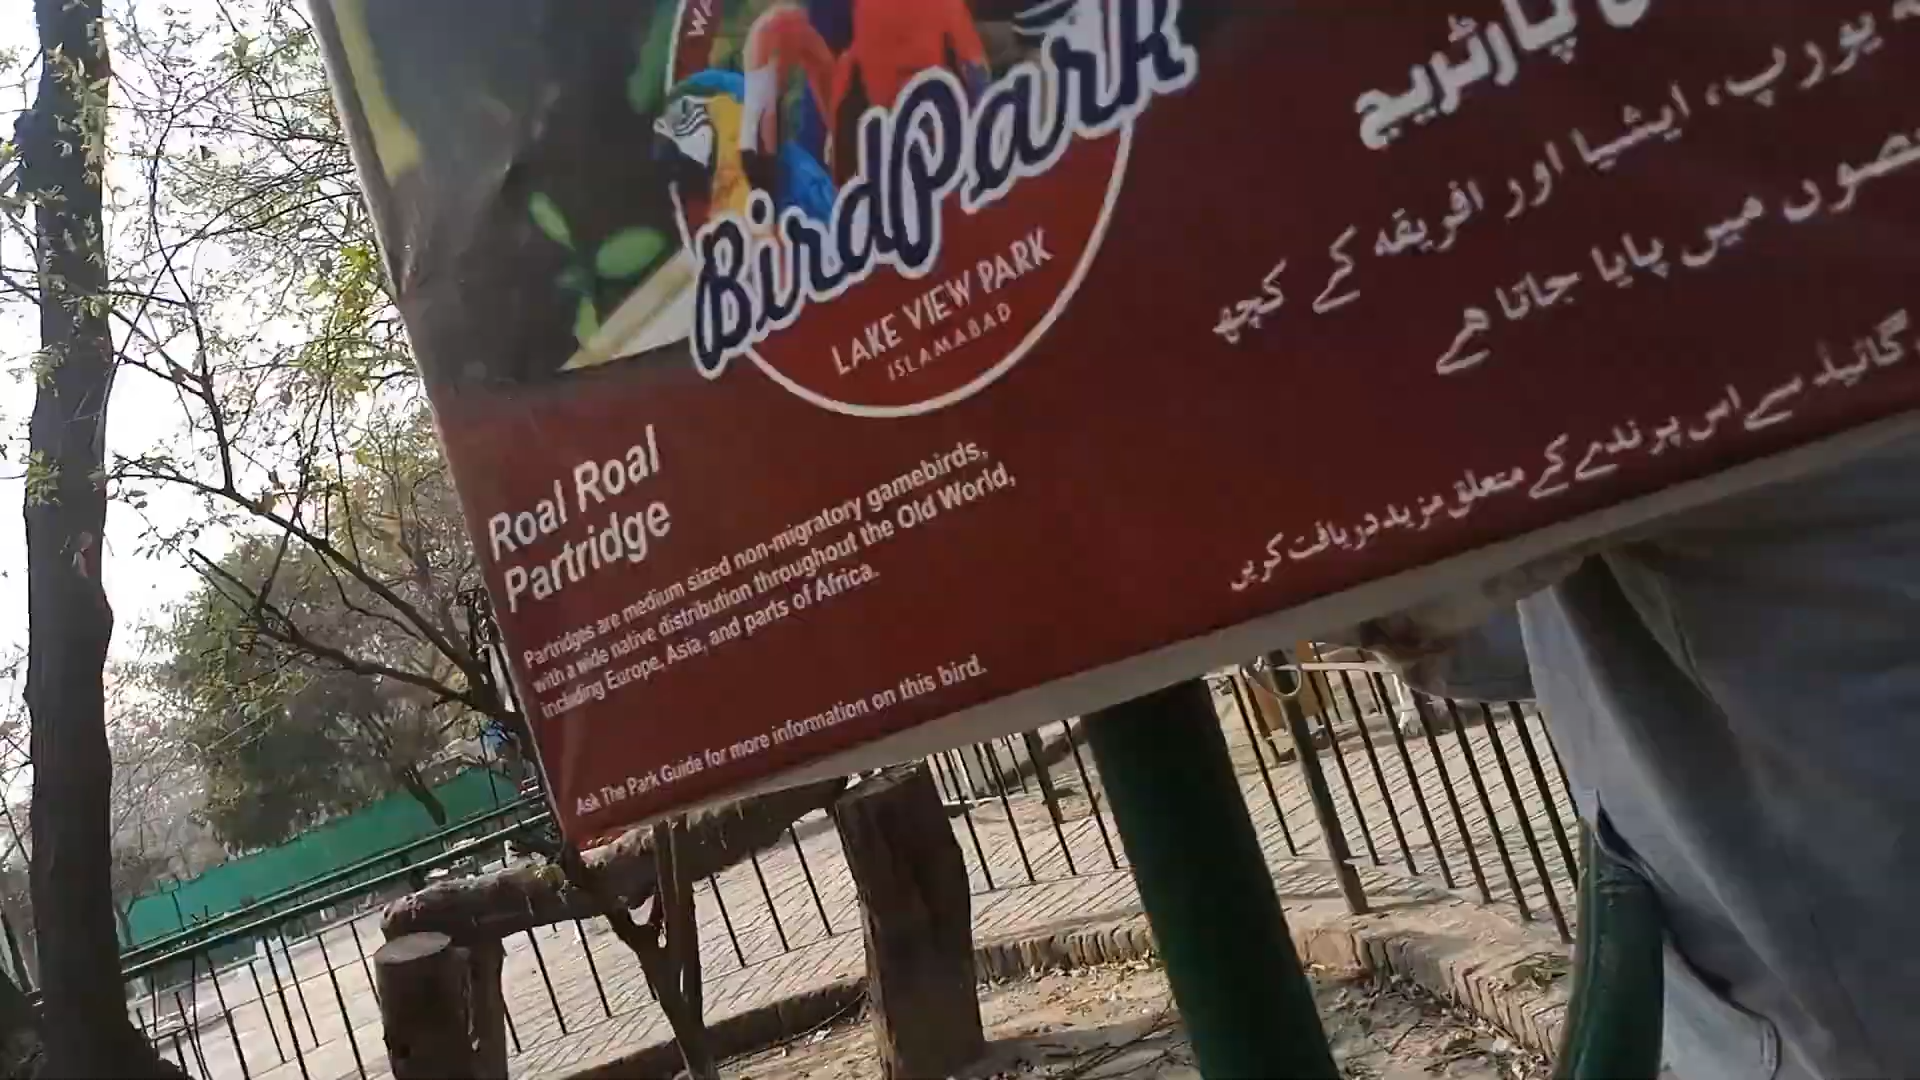 BirdPark
LAKE VIEW PARK
ISLAMABAD
Roal Roal
Partridge
Partridges are medium sized non-migratory gamebirds,
with a wide native distribution throughout the Old World,
including Europe, Asia, and parts of Africa.
Ask The Park Guide for more information on this bird.
پارٹریج
یورپ، ایشیا اور افریقہ کے کچھ
حصوں میں پایا جاتا ہے
گائیڈ سے اس پرندے کے متعلق مزید دریافت کریں